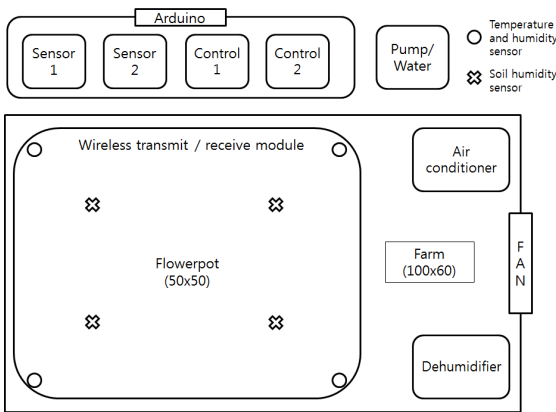 Arduino
Sensor
1
Sensor
2
Control
1
Control
2
Pump/
Water
Temperature
and humidity
sensor
Soil humidity
sensor
Wireless transmit / receive module
Air
conditioner
Flowerpot
(50x50)
Farm
(100x60)
F
A
N
Dehumidifier